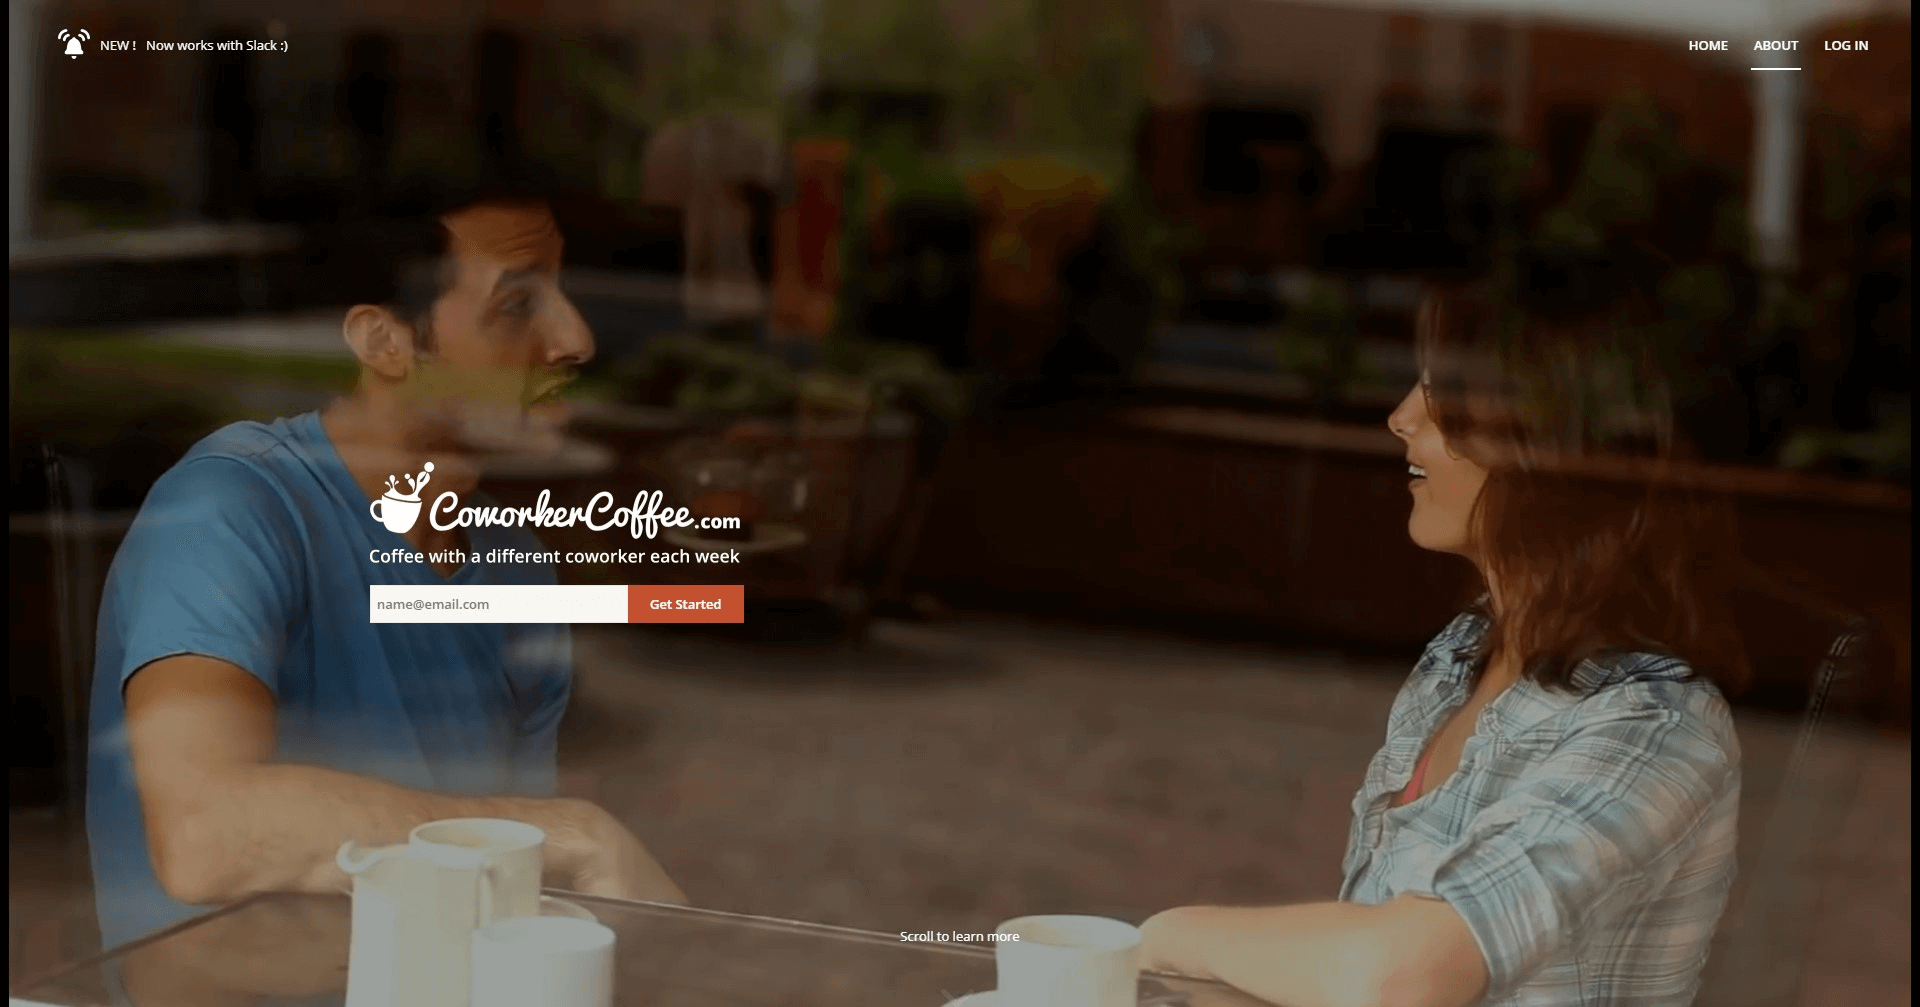 NEW ! Now works with Slack :)
HOME ABOUT LOG IN
CoworkerCoffee.com
Coffee with a different coworker each week
name@email.com Get Started
Scroll to learn more